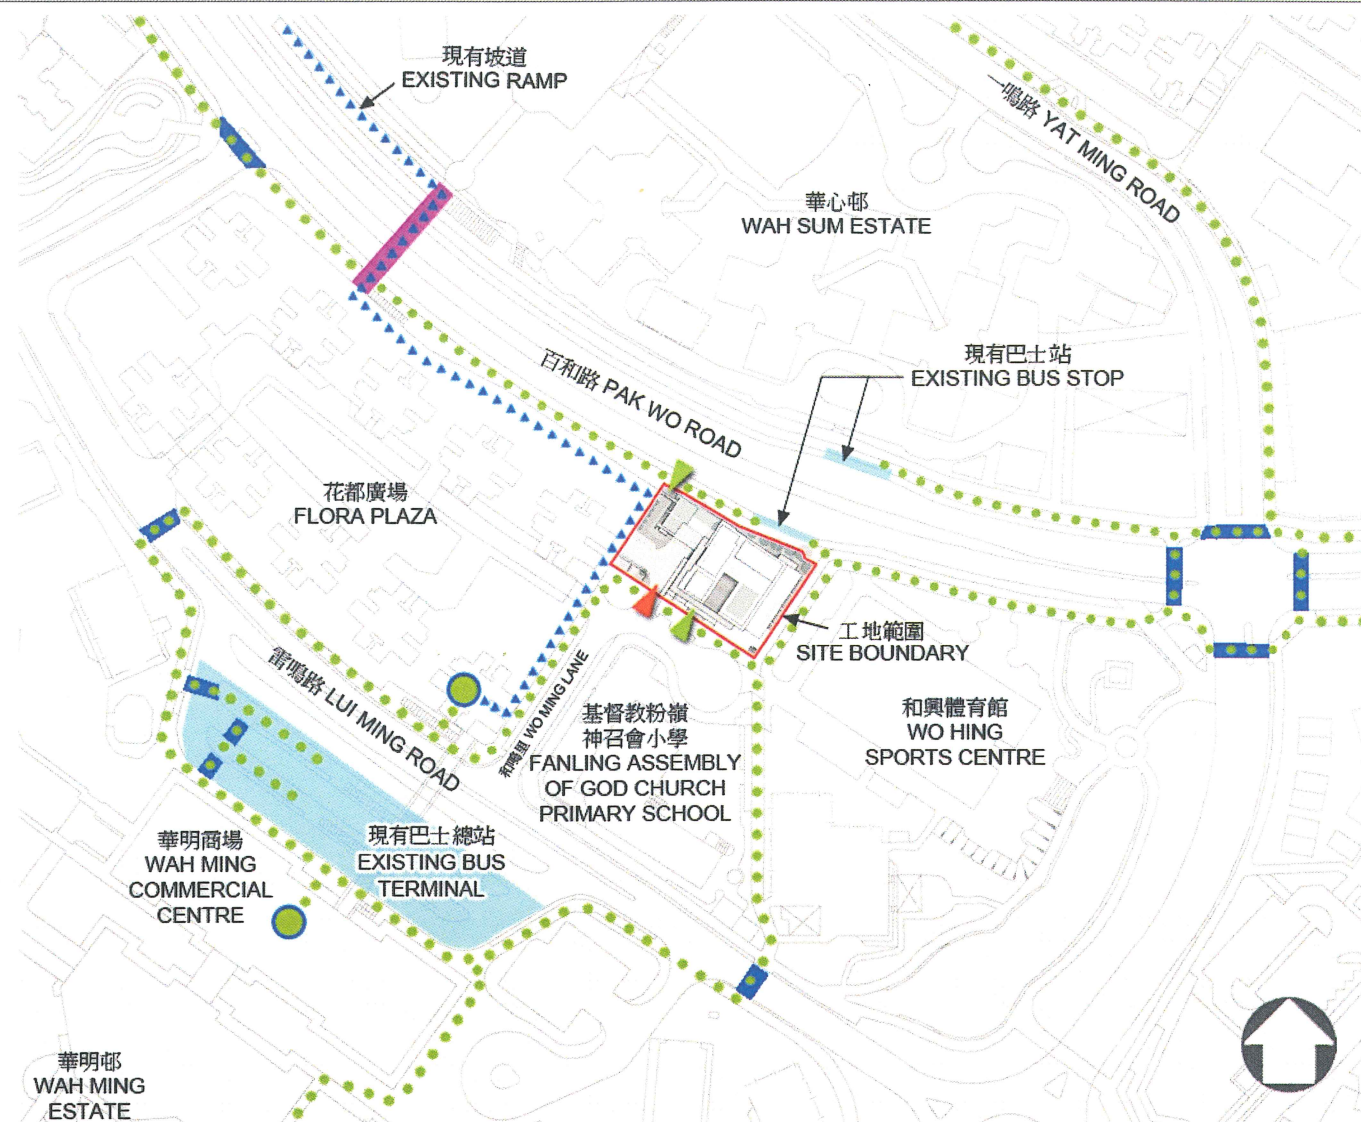 現有坡道
EXISTING RAMP
一鳴路 YAT MING ROAD
華心邨
WAH SUM ESTATE
現有巴士站
EXISTING BUS STOP
百和路 PAK WO ROAD
花都廣場
FLORA PLAZA
工地範圍
SITE BOUNDARY
雷鳴路 LUI MING ROAD
和鳴里 WO MING LANE
基督教粉嶺
神召會小學
FANLING ASSEMBLY
OF GOD CHURCH
PRIMARY SCHOOL
和興體育館
WO HING
SPORTS CENTRE
現有巴士總站
EXISTING BUS
TERMINAL
華明商場
WAH MING
COMMERCIAL
CENTRE
華明邨
WAH MING
ESTATE